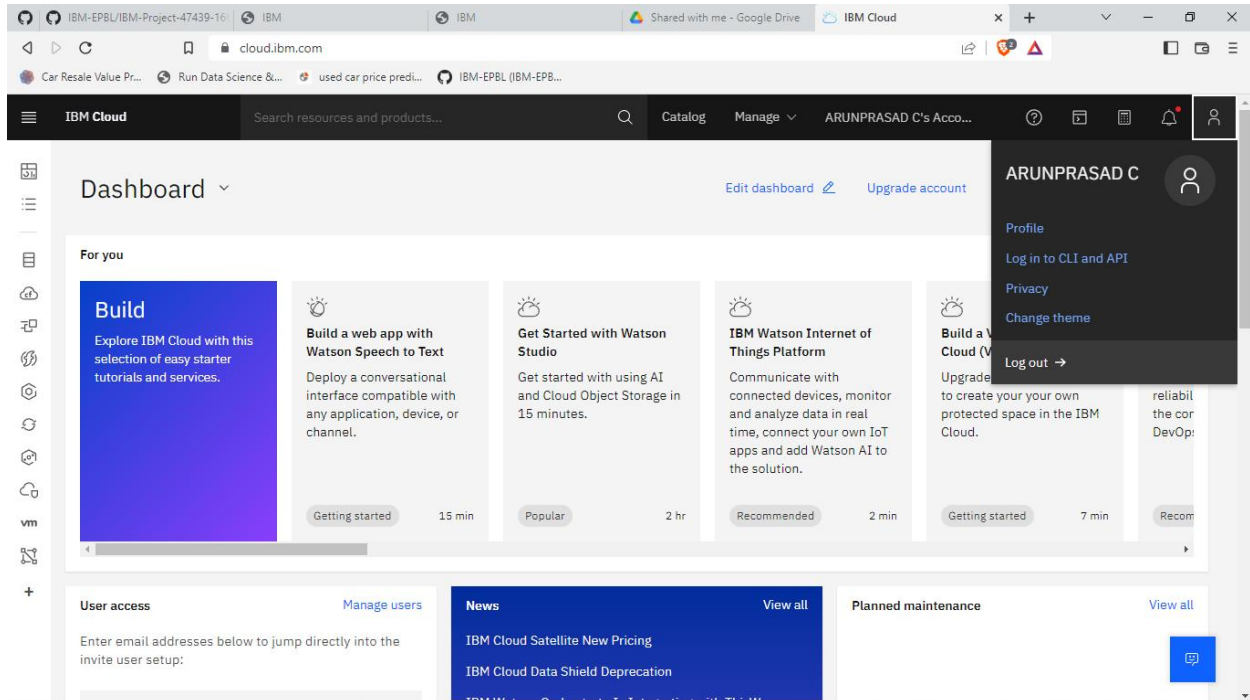 IBM-EPBL/IBM-Project-47439-16
IBM
IBM
Shared with me - Google Drive
IBM Cloud
cloud.ibm.com
2
Car Resale Value Pr...
Run Data Science &...
used car price predi...
IBM-EPBL (IBM-EPB...
IBM Cloud
Search resources and products...
Catalog
Manage
ARUNPRASAD C's Acco...
ARUNPRASAD C
Profile
Log in to CLI and API
Privacy
Change theme
Log out →
Dashboard
Edit dashboard
Upgrade account
For you
Build
Explore IBM Cloud with this
selection of easy starter
tutorials and services.
Build a web app with
Watson Speech to Text
Deploy a conversational
interface compatible with
any application, device, or
channel.
Getting started
15 min
Get Started with Watson
Studio
Get started with using AI
and Cloud Object Storage in
15 minutes.
Popular
2 hr
IBM Watson Internet of
Things Platform
Communicate with
connected devices, monitor
and analyze data in real
time, connect your own IoT
apps and add Watson AI to
the solution.
Recommended
2 min
Build a V
Cloud (V
Upgrade
to create your your own
protected space in the IBM
Cloud.
Getting started
7 min
reliabil
the cor
DevOps
Recom
cf
vm
User access
Manage users
Enter email addresses below to jump directly into the
invite user setup:
News
View all
IBM Cloud Satellite New Pricing
IBM Cloud Data Shield Deprecation
Planned maintenance
View all